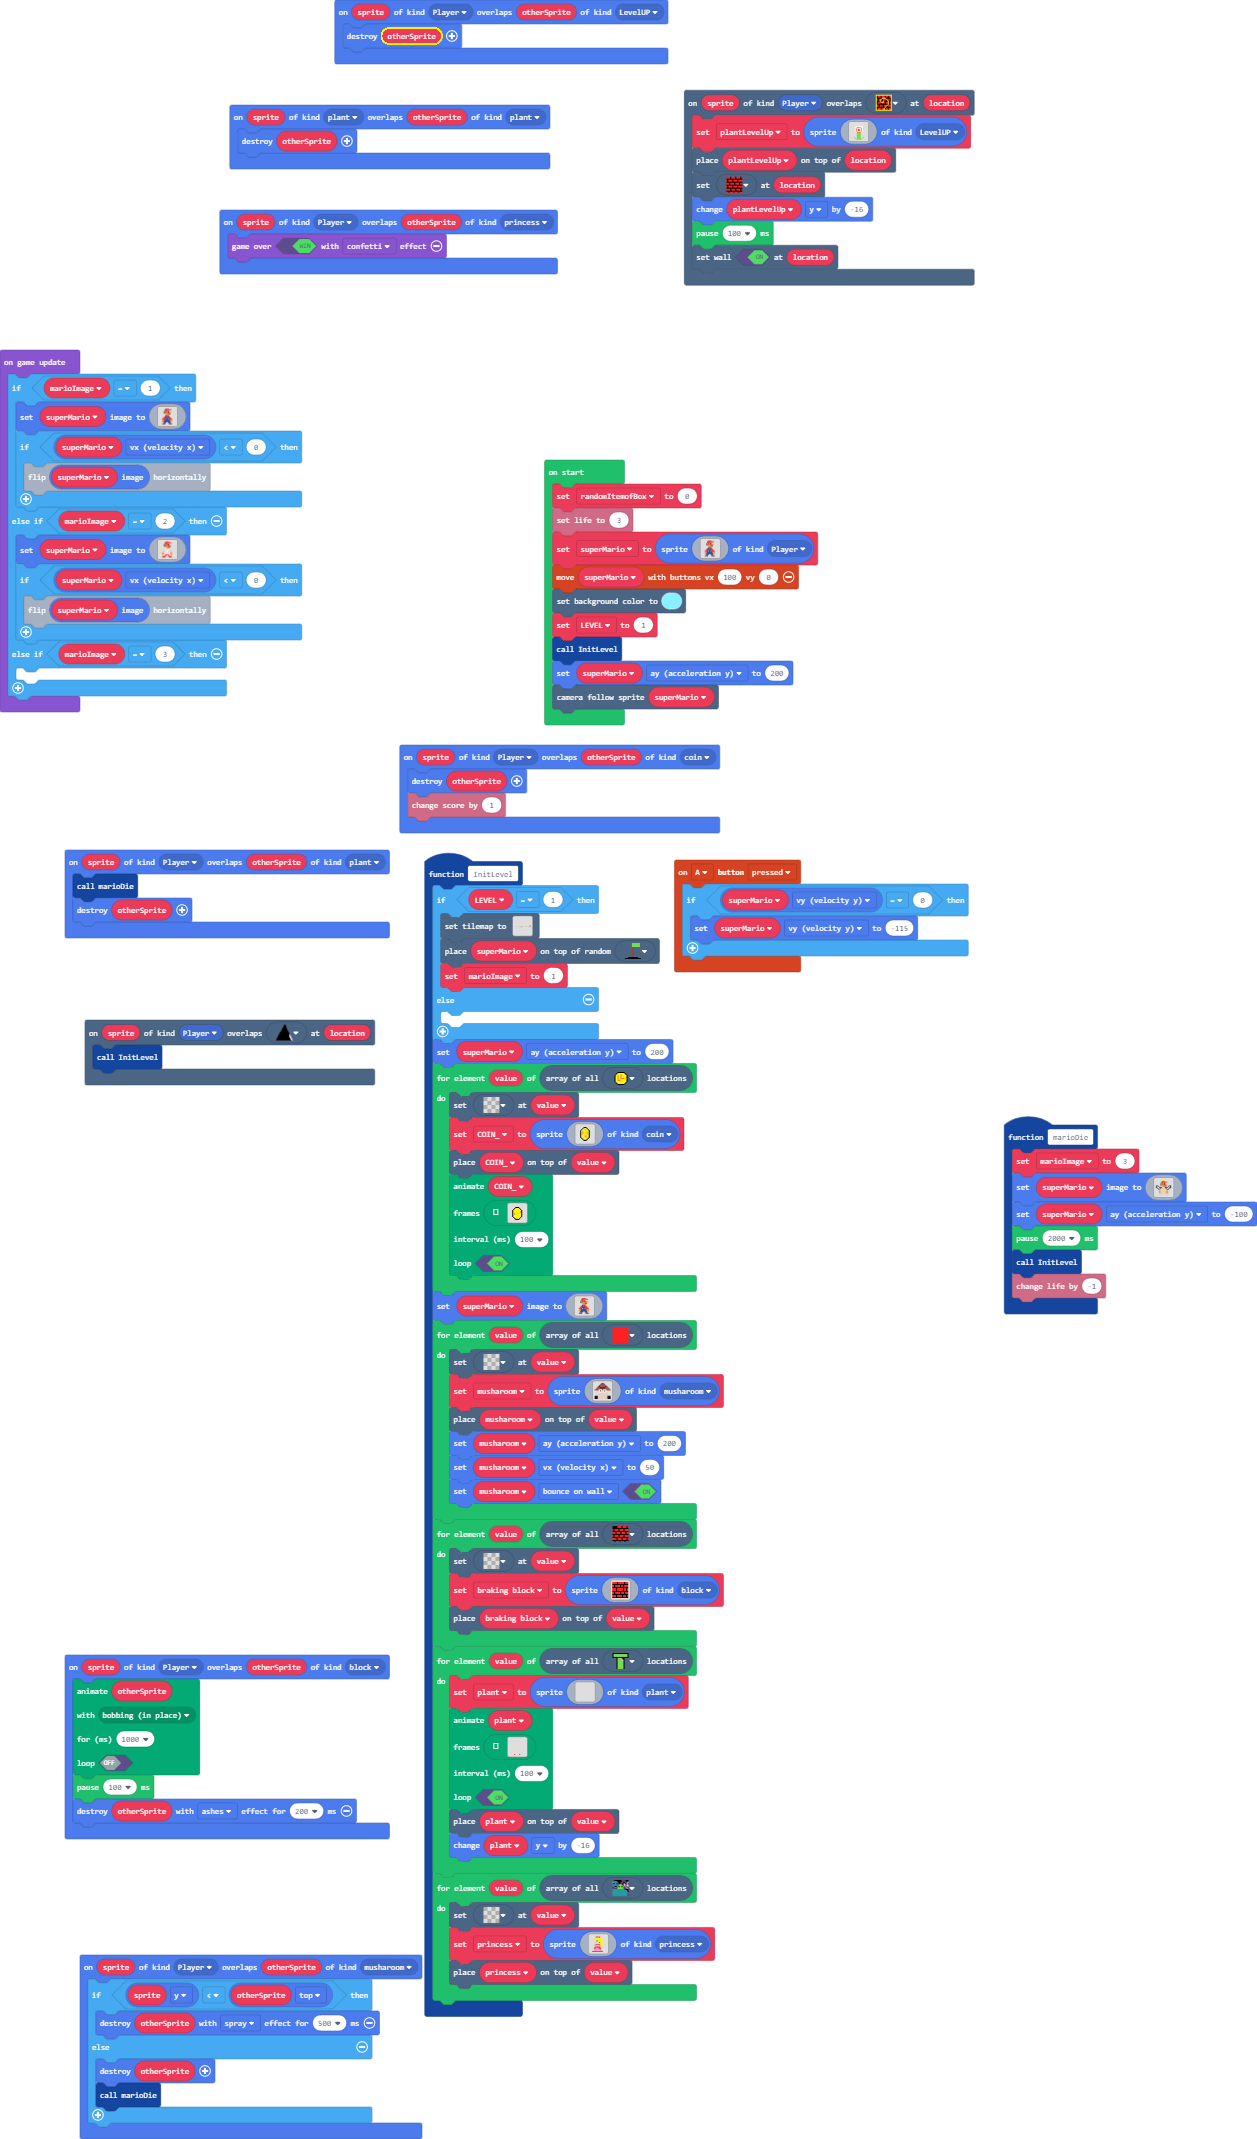 on sprite of kind Player overlaps otherSprite of kind LevelUP
destroy otherSprite
on sprite of kind plant overlaps otherSprite of kind plant
destroy otherSprite
on sprite of kind Player overlaps at location
set plantLevelUp to sprite of kind LevelUP
place plantLevelUp on top of location
set at location
change plantLevelUp y by -16
pause 100 ms
set wall ON at location
on sprite of kind Player overlaps otherSprite of kind princess
game over WIN with confetti effect
on game update
if marioImage = 1 then
set superMario image to
if superMario vx (velocity x) < 0 then
flip superMario image horizontally
else if marioImage = 2 then
set superMario image to
if superMario vx (velocity x) < 0 then
flip superMario image horizontally
else if marioImage = 3 then
on start
set randomItemofBox to 0
set life to 3
set superMario to sprite of kind Player
move superMario with buttons vx 100 vy 0
set background color to
set LEVEL to 1
call InitLevel
set superMario ay (acceleration y) to 200
camera follow sprite superMario
on sprite of kind Player overlaps otherSprite of kind coin
destroy otherSprite
change score by 1
on sprite of kind Player overlaps otherSprite of kind plant
call marioDie
destroy otherSprite
on sprite of kind Player overlaps at location
call InitLevel
function InitLevel
if LEVEL = 1 then
set tilemap to
place superMario on top of random
set marioImage to 1
else
set superMario ay (acceleration y) to 200
for element value of array of all locations
do
set at value
set COIN_ to sprite of kind coin
place COIN_ on top of value
animate COIN_
frames
interval (ms) 100
loop ON
set superMario image to
for element value of array of all locations
do
set at value
set musharoom to sprite of kind musharoom
place musharoom on top of value
set musharoom ay (acceleration y) to 200
set musharoom vx (velocity x) to 50
set musharoom bounce on wall ON
for element value of array of all locations
do
set at value
set braking block to sprite of kind block
place braking block on top of value
for element value of array of all locations
do
set plant to sprite of kind plant
animate plant
frames
interval (ms) 100
loop ON
place plant on top of value
change plant y by -16
for element value of array of all locations
do
set at value
set princess to sprite of kind princess
place princess on top of value
on A button pressed
if superMario vy (velocity y) = 0 then
set superMario vy (velocity y) to -115
function marioDie
set marioImage to 3
set superMario image to
set superMario ay (acceleration y) to -100
pause 2000 ms
call InitLevel
change life by -1
on sprite of kind Player overlaps otherSprite of kind block
animate otherSprite
with bobbing (in place)
for (ms) 1000
loop OFF
pause 100 ms
destroy otherSprite with ashes effect for 200 ms
on sprite of kind Player overlaps otherSprite of kind musharoom
if sprite y < otherSprite top then
destroy otherSprite with spray effect for 500 ms
else
destroy otherSprite
call marioDie